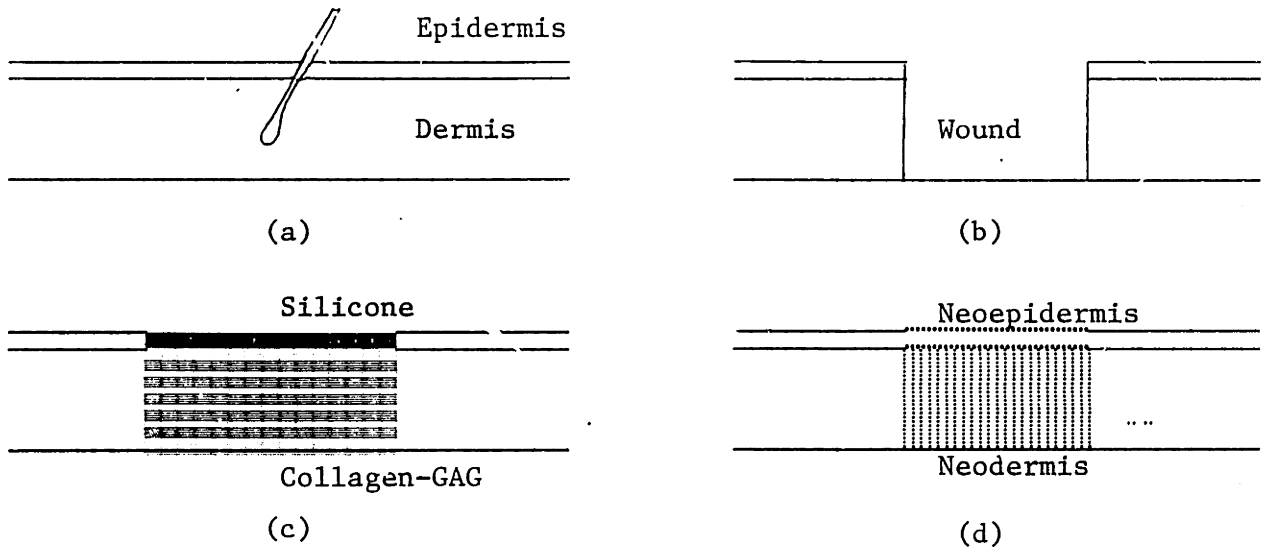 Epidermis
Dermis
(a)
Wound
(b)
Silicone
Collagen-GAG
(c)
Neoepidermis
Neodermis
(d)